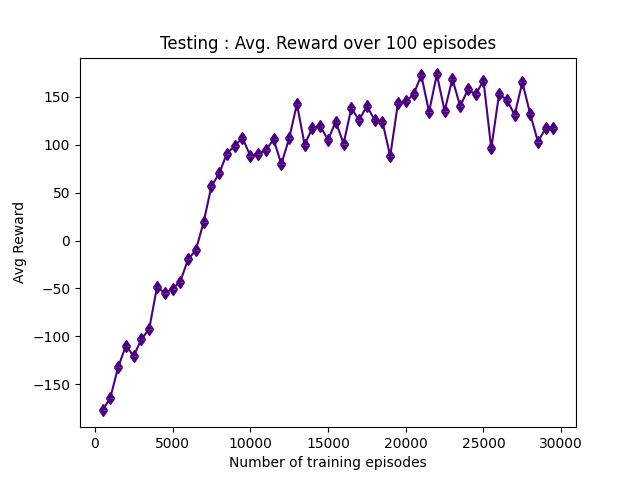 Testing : Avg. Reward over 100 episodes
150
100
50
0
−50
−100
−150
Avg Reward
0 5000 10000 15000 20000 25000 30000
Number of training episodes